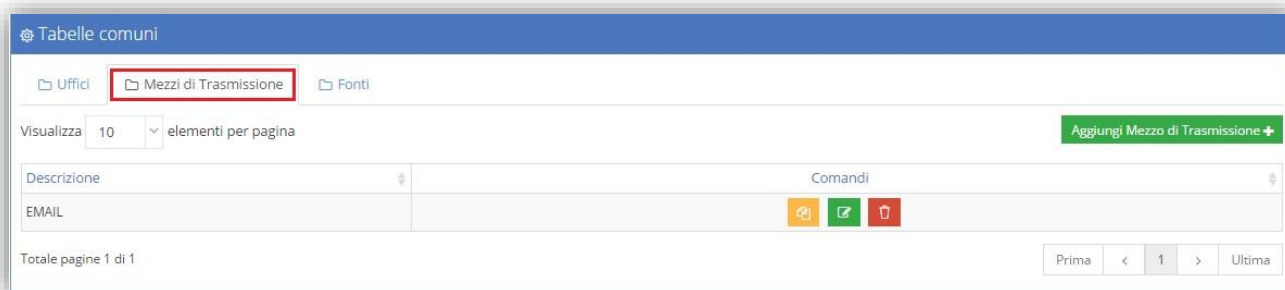 Tabelle comuni
Uffici Mezzi di Trasmissione Fonti
Visualizza 10 elementi per pagina Aggiungi Mezzo di Trasmissione
Descrizione Comandi
EMAIL
Totale pagine 1 di 1 Prima < 1 > Ultima